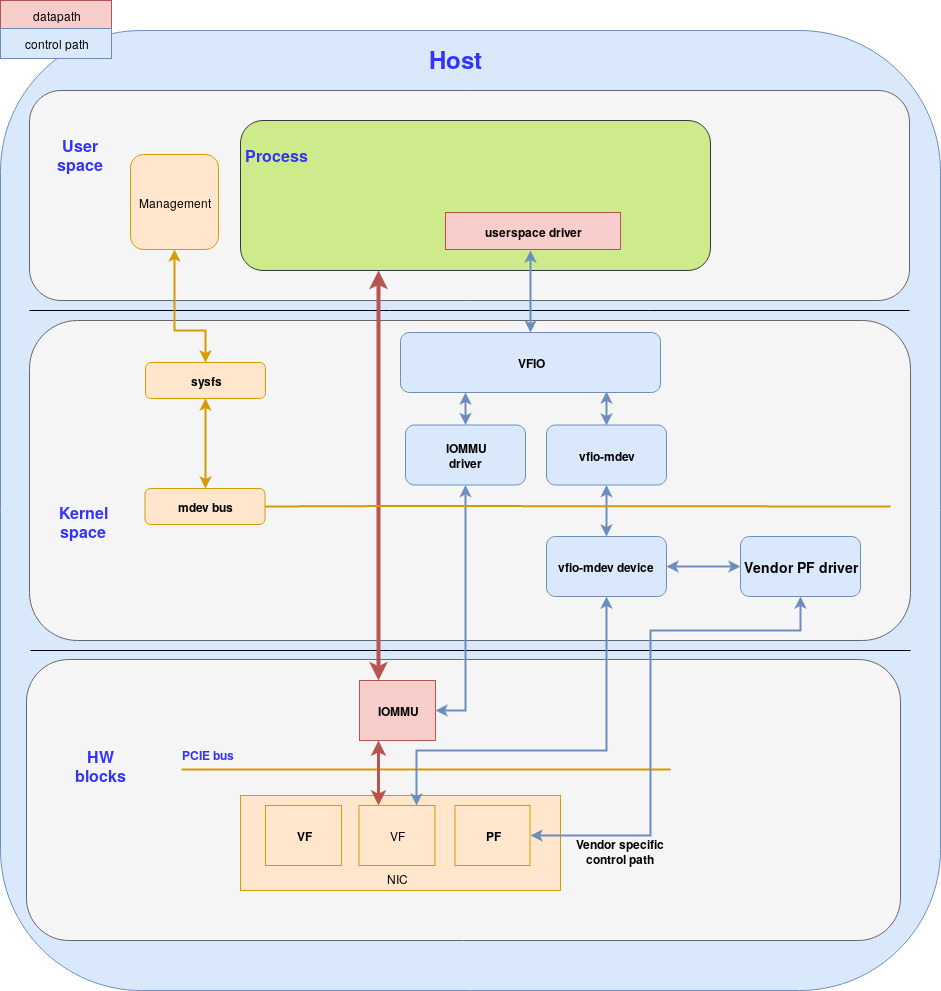 datapath
control path
Host
User
space
Process
Management
userspace driver
VFIO
sysfs
IOMMU
driver
vfio-mdev
Kernel
space
mdev bus
vfio-mdev device
Vendor PF driver
IOMMU
HW
blocks
PCIE bus
VF
VF
PF
Vendor specific
control path
NIC